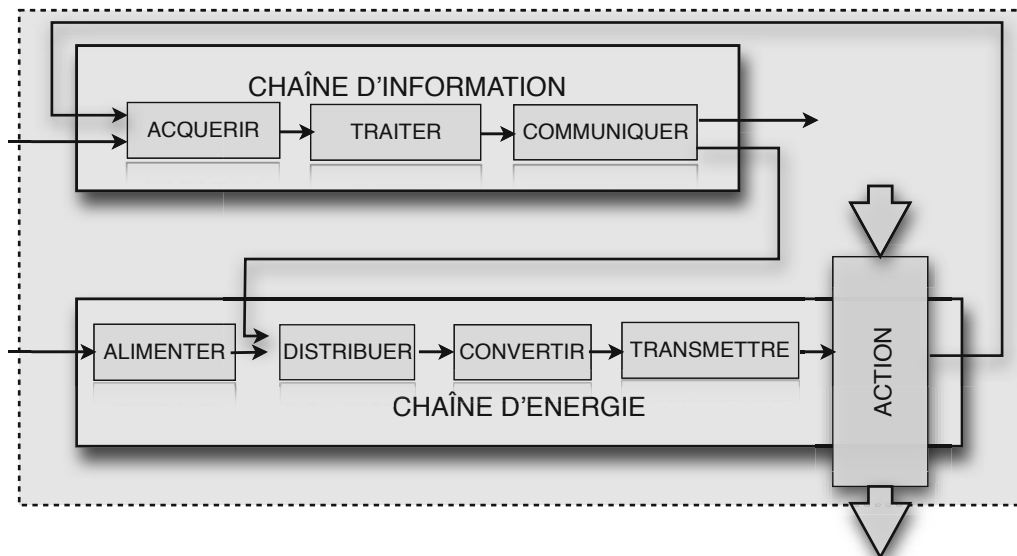 CHAÎNE D'INFORMATION
ACQUERIR
TRAITER
COMMUNIQUER
ALIMENTER
DISTRIBUER
CONVERTIR
TRANSMETTRE
ACTION
CHAÎNE D'ENERGIE